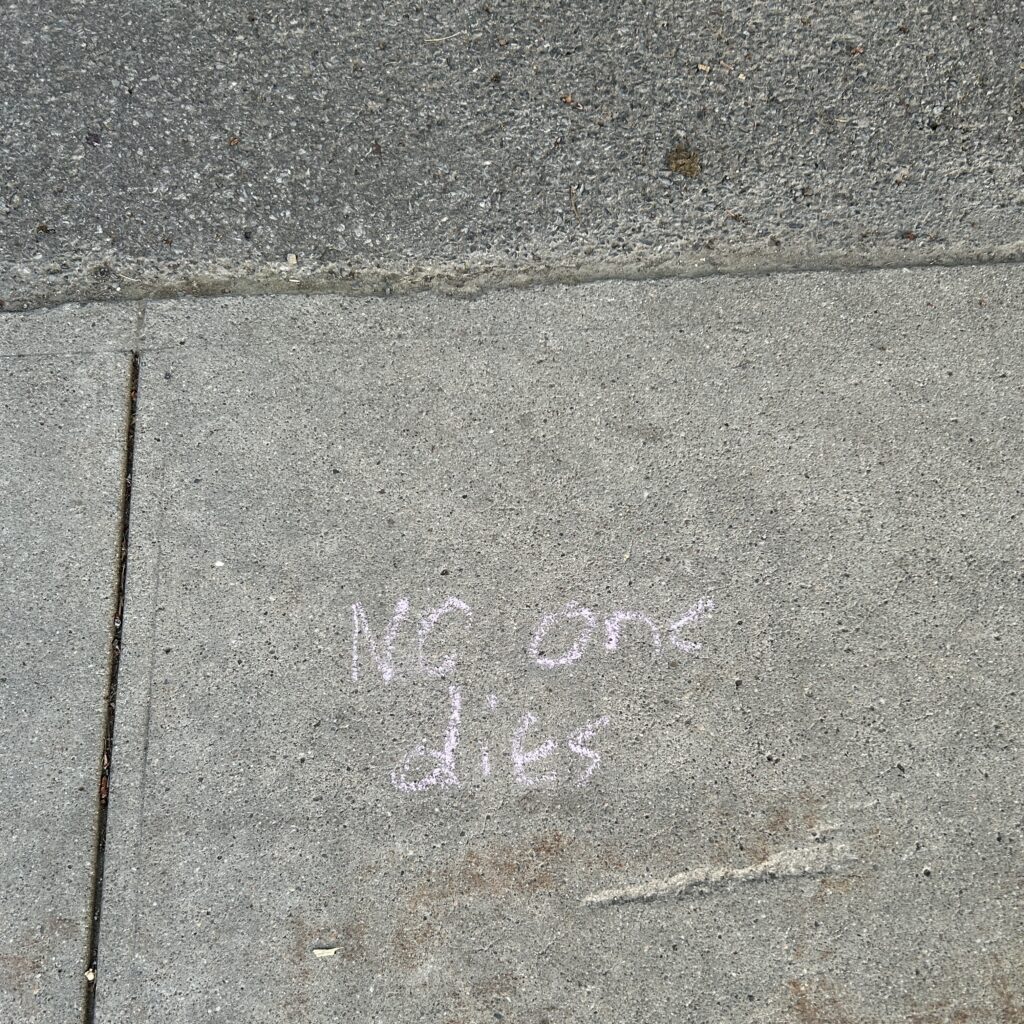 No one
dies